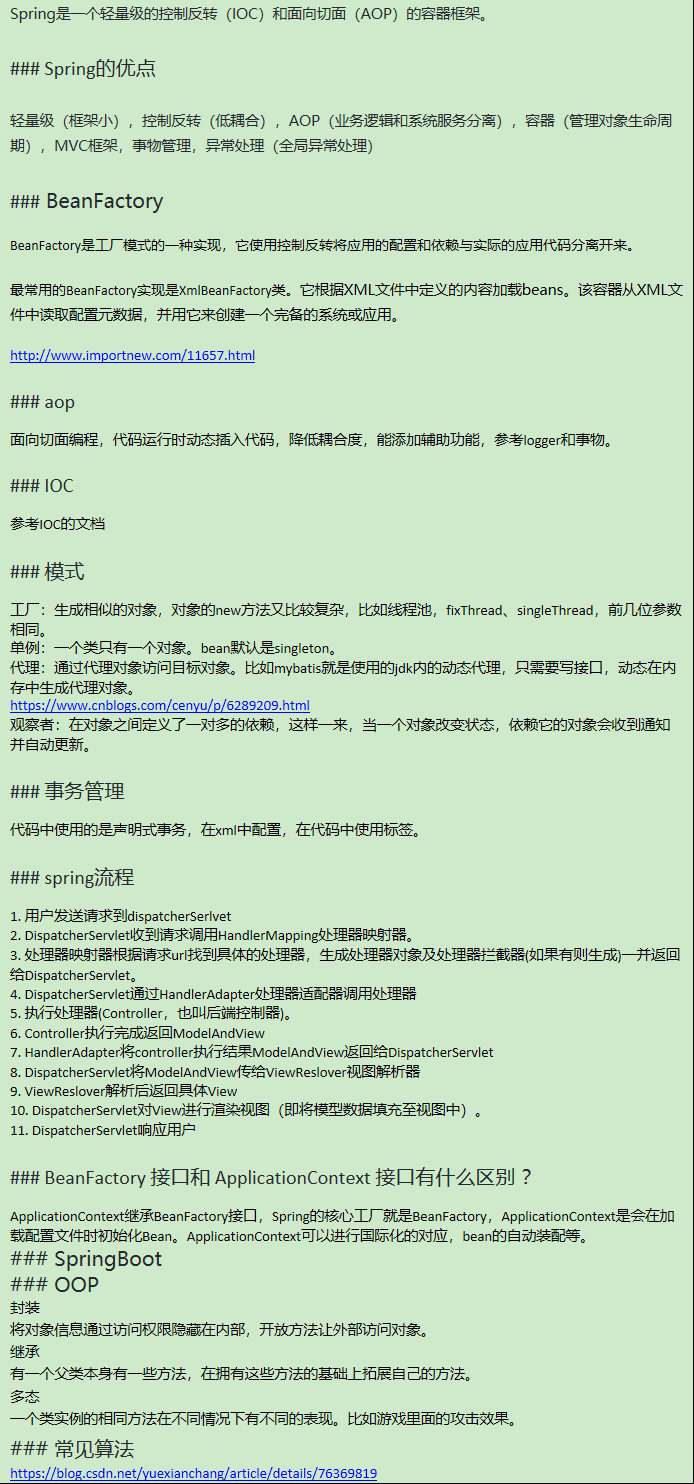 Spring是一个轻量级的控制反转（IOC）和面向切面（AOP）的容器框架。
### Spring的优点
轻量级（框架小），控制反转（低耦合），AOP（业务逻辑和系统服务分离），容器（管理对象生命周
期），MVC框架，事物管理，异常处理（全局异常处理）
### BeanFactory
BeanFactory是工厂模式的一种实现，它使用控制反转将应用的配置和依赖与实际的应用代码分离开来。
最常用的BeanFactory实现是XmlBeanFactory类。它根据XML文件中定义的内容加载beans。该容器从XML文
件中读取配置元数据，并用它来创建一个完备的系统或应用。
http://www.importnew.com/11657.html
### aop
面向切面编程，代码运行时动态插入代码，降低耦合度，能添加辅助功能，参考logger和事物。
### IOC
参考IOC的文档
### 模式
工厂：生成相似的对象，对象的new方法又比较复杂，比如线程池，fixThread、singleThread，前几位参数
相同。
单例：一个类只有一个对象。bean默认是singleton。
代理：通过代理对象访问目标对象。比如mybatis就是使用的jdk内的动态代理，只需要写接口，动态在内
存中生成代理对象。
https://www.cnblogs.com/cenyu/p/6289209.html
观察者：在对象之间定义了一对多的依赖，这样一来，当一个对象改变状态，依赖它的对象会收到通知
并自动更新。
### 事务管理
代码中使用的是声明式事务，在xml中配置，在代码中使用标签。
### spring流程
1. 用户发送请求到dispatcherSerlvet
2. DispatcherServlet收到请求调用HandlerMapping处理器映射器。
3. 处理器映射器根据请求url找到具体的处理器，生成处理器对象及处理器拦截器(如果有则生成)一并返回
给DispatcherServlet。
4. DispatcherServlet通过HandlerAdapter处理器适配器调用处理器
5. 执行处理器(Controller，也叫后端控制器)。
6. Controller执行完成返回ModelAndView
7. HandlerAdapter将controller执行结果ModelAndView返回给DispatcherServlet
8. DispatcherServlet将ModelAndView传给ViewReslover视图解析器
9. ViewReslover解析后返回具体View
10. DispatcherServlet对View进行渲染视图（即将模型数据填充至视图中）。
11. DispatcherServlet响应用户
### BeanFactory 接口和 ApplicationContext 接口有什么区别 ？
ApplicationContext继承BeanFactory接口，Spring的核心工厂就是BeanFactory，ApplicationContext是会在加
载配置文件时初始化Bean。ApplicationContext可以进行国际化的对应，bean的自动装配等。
### SpringBoot
### OOP
封装
将对象信息通过访问权限隐藏在内部，开放方法让外部访问对象。
继承
有一个父类本身有一些方法，在拥有这些方法的基础上拓展自己的方法。
多态
一个类实例的相同方法在不同情况下有不同的表现。比如游戏里面的攻击效果。
### 常见算法
https://blog.csdn.net/yuexianchang/article/details/76369819